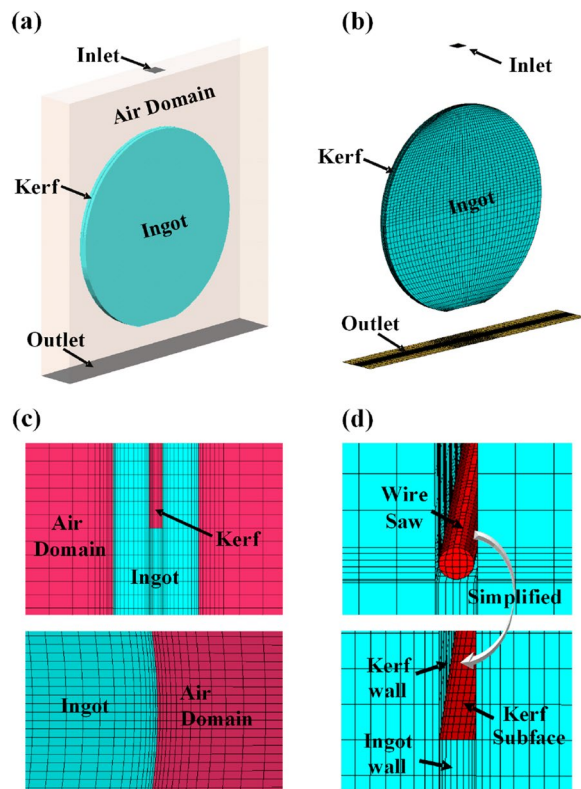 (a)
Inlet
Air Domain
Kerf
Ingot
Outlet
(b)
Inlet
Kerf
Ingot
Outlet
(c)
Air
Domain
Kerf
Ingot
Ingot
Air
Domain
(d)
Wire
Saw
Simplified
Kerf
wall
Kerf
Subface
Ingot
wall